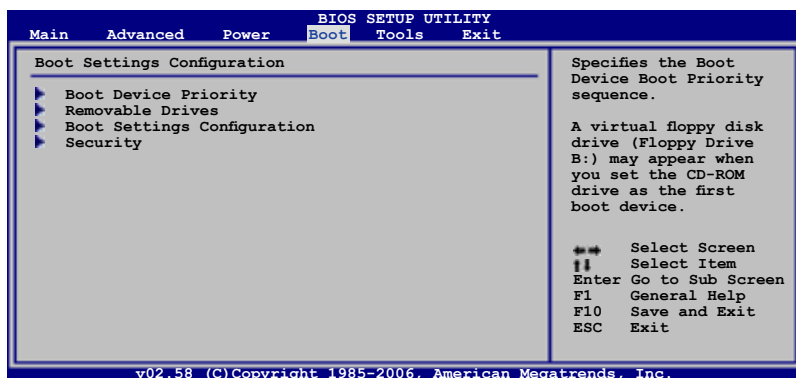 BIOS SETUP UTILITY
Main Advanced Power Boot Tools Exit
Boot Settings Configuration
Boot Device Priority
Removable Drives
Boot Settings Configuration
Security
Specifies the Boot
Device Boot Priority
sequence.
A virtual floppy disk
drive (Floppy Drive
B:) may appear when
you set the CD-ROM
drive as the first
boot device.
Select Screen
Select Item
Enter Go to Sub Screen
F1 General Help
F10 Save and Exit
ESC Exit
v02.58 (C)Copyright 1985-2006, American Megatrends, Inc.